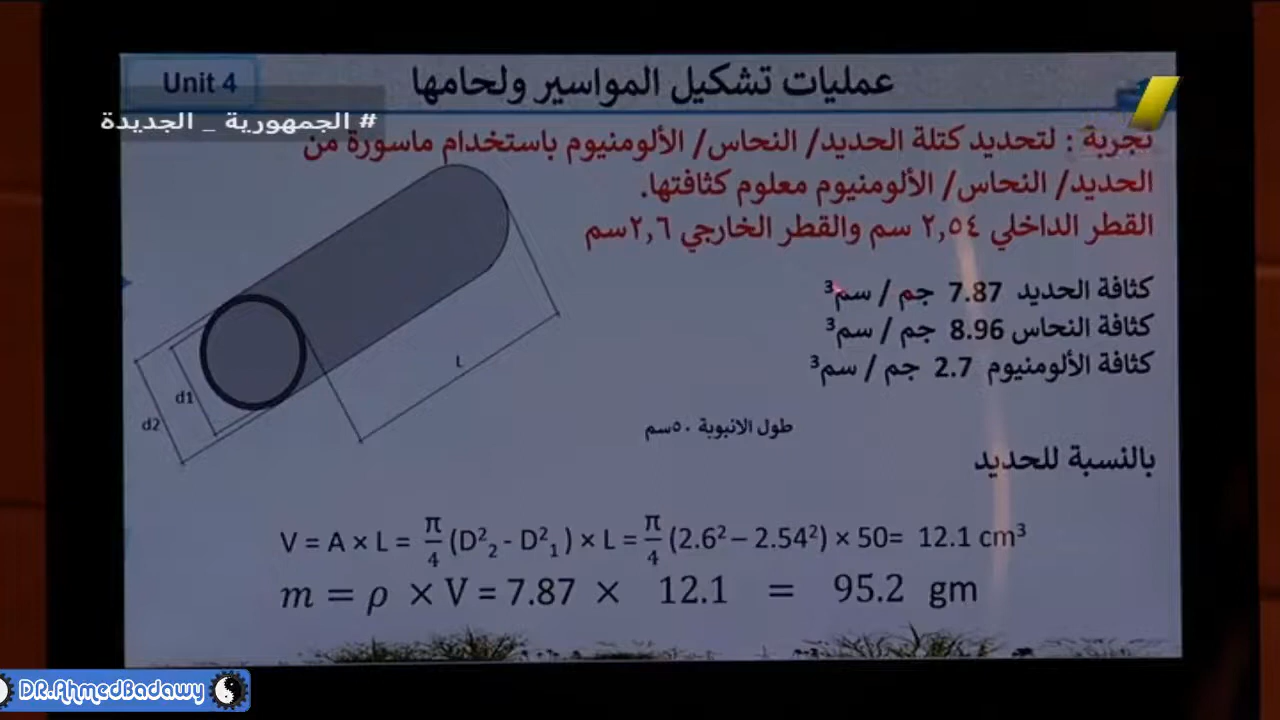 Unit 4
عمليات تشكيل المواسير ولحامها
# الجمهورية _ الجديدة
تجربة : لتحديد كتلة الحديد/ النحاس/ الألومنيوم باستخدام ماسورة من
الحديد/ النحاس/ الألومنيوم معلوم كثافتها.
القطر الداخلي ٢,٥٤ سم والقطر الخارجي ٢,٦سم
كثافة الحديد 7.87 جم / سم³
كثافة النحاس 8.96 جم / سم³
كثافة الألومنيوم 2.7 جم / سم³
L
d1
d2
طول الانبوبة ٥٠سم
بالنسبة للحديد
V = A × L = π/4 (D²₂ - D²₁ ) × L = π/4 (2.6² – 2.54²) × 50= 12.1 cm³
m = ρ × V = 7.87 × 12.1 = 95.2 gm
DR.AhmedBadawy